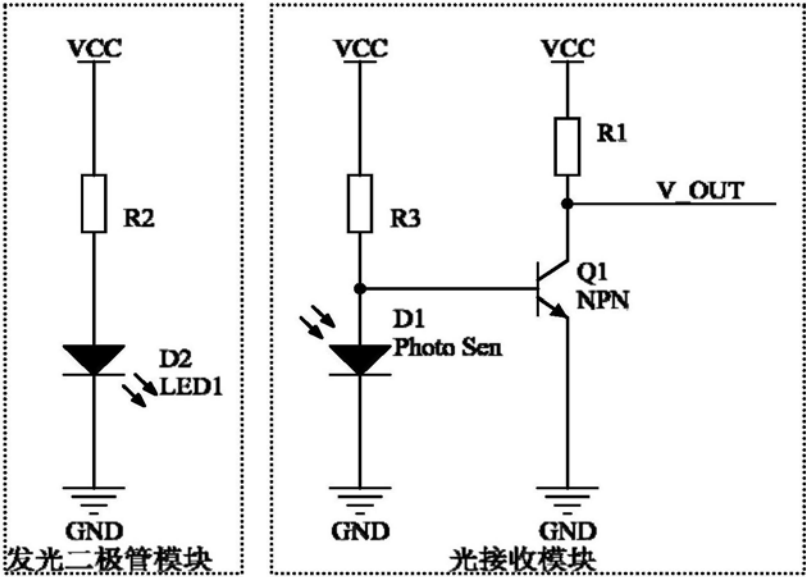 VCC
R2
D2
LED1
GND
发光二极管模块
VCC
R3
D1
Photo Sen
GND
VCC
R1
V_OUT
Q1
NPN
GND
光接收模块